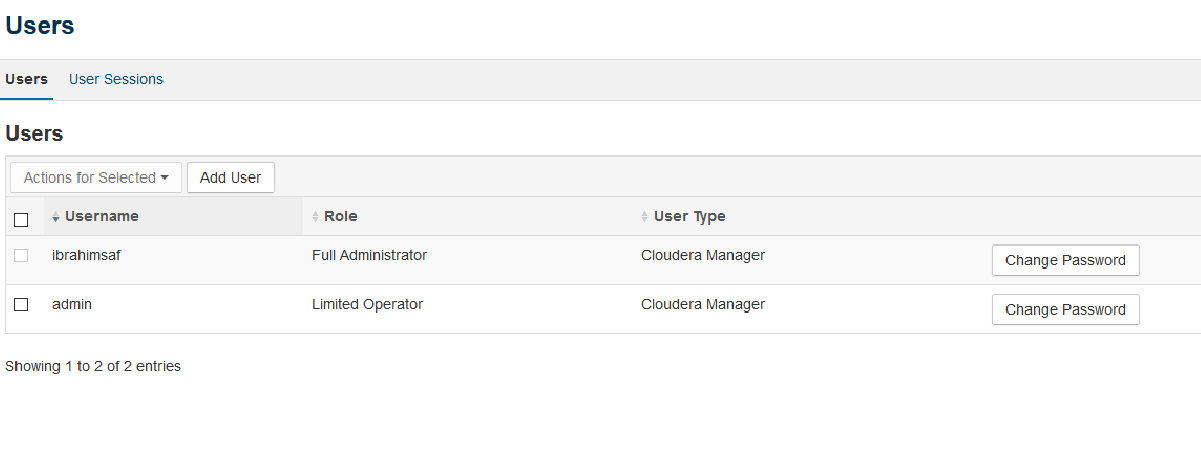 Users
Users User Sessions
Users
Actions for Selected Add User
Username Role User Type
ibrahimsaf Full Administrator Cloudera Manager Change Password
admin Limited Operator Cloudera Manager Change Password
Showing 1 to 2 of 2 entries